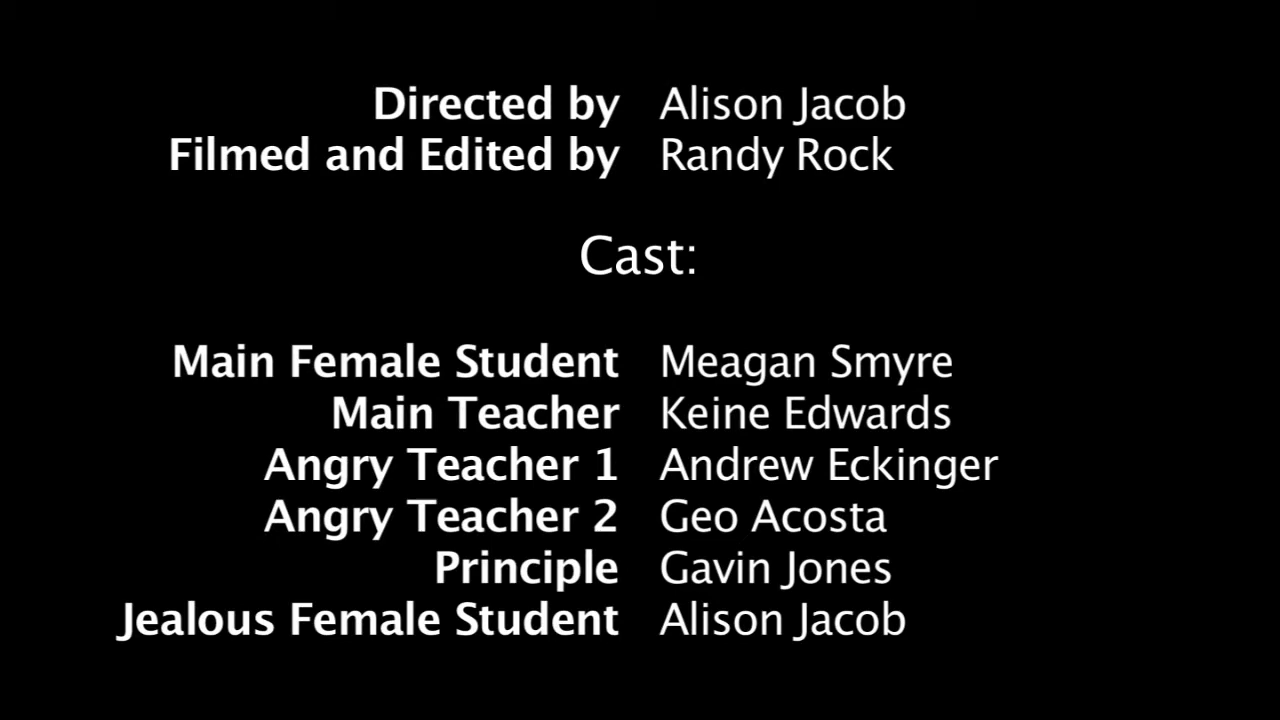 Directed by Alison Jacob
Filmed and Edited by Randy Rock
Cast:
Main Female Student Meagan Smyre
Main Teacher Keine Edwards
Angry Teacher 1 Andrew Eckinger
Angry Teacher 2 Geo Acosta
Principle Gavin Jones
Jealous Female Student Alison Jacob